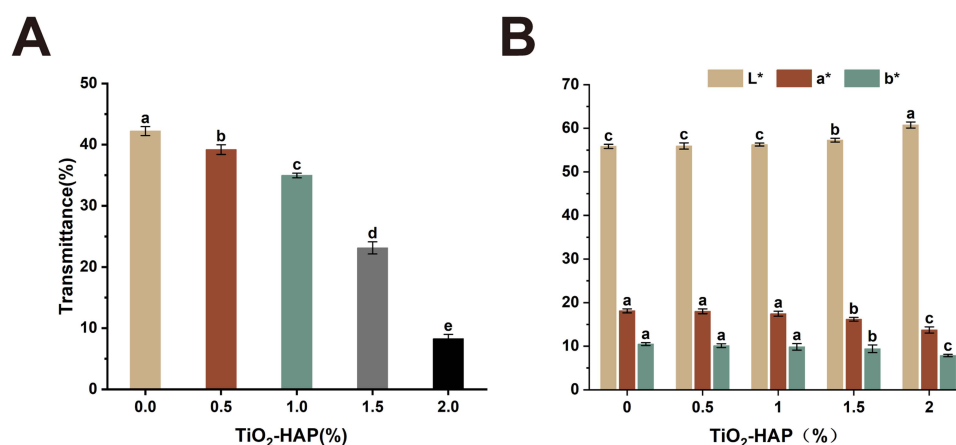 A
B
L* a* b*
Transmittance(%)
50
40
30
20
10
0
a
b
c
d
e
0.0 0.5 1.0 1.5 2.0
TiO₂-HAP(%)
70
60
50
40
30
20
10
0
c c c b a
a a a b c
a a a b c
0 0.5 1 1.5 2
TiO₂-HAP（%）